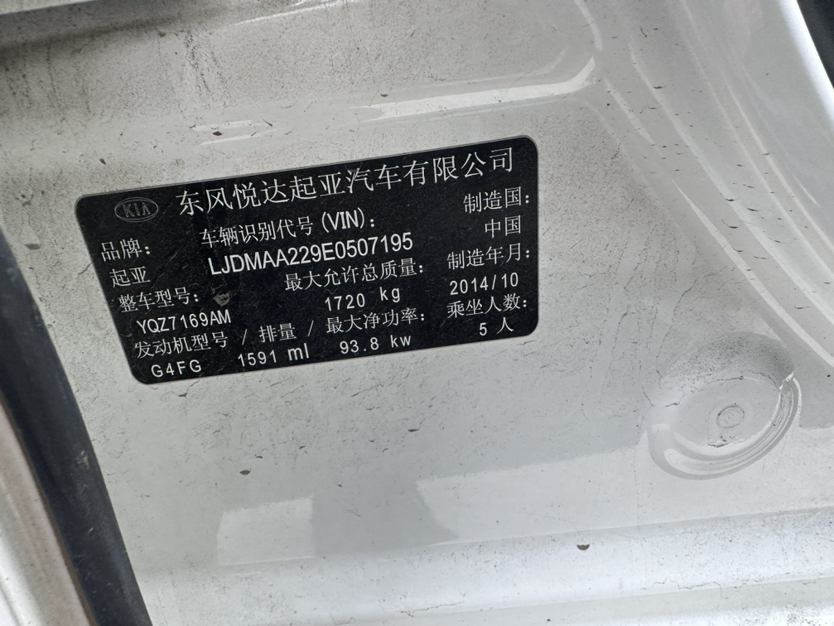 KIA 东风悦达起亚汽车有限公司
品牌: 车辆识别代号(VIN): 制造国:
起亚 LJDMAA229E0507195 中国
整车型号: 最大允许总质量: 制造年月:
YQZ7169AM 1720 kg 2014/10
发动机型号 / 排量 / 最大净功率: 乘坐人数:
G4FG 1591 ml 93.8 kw 5 人